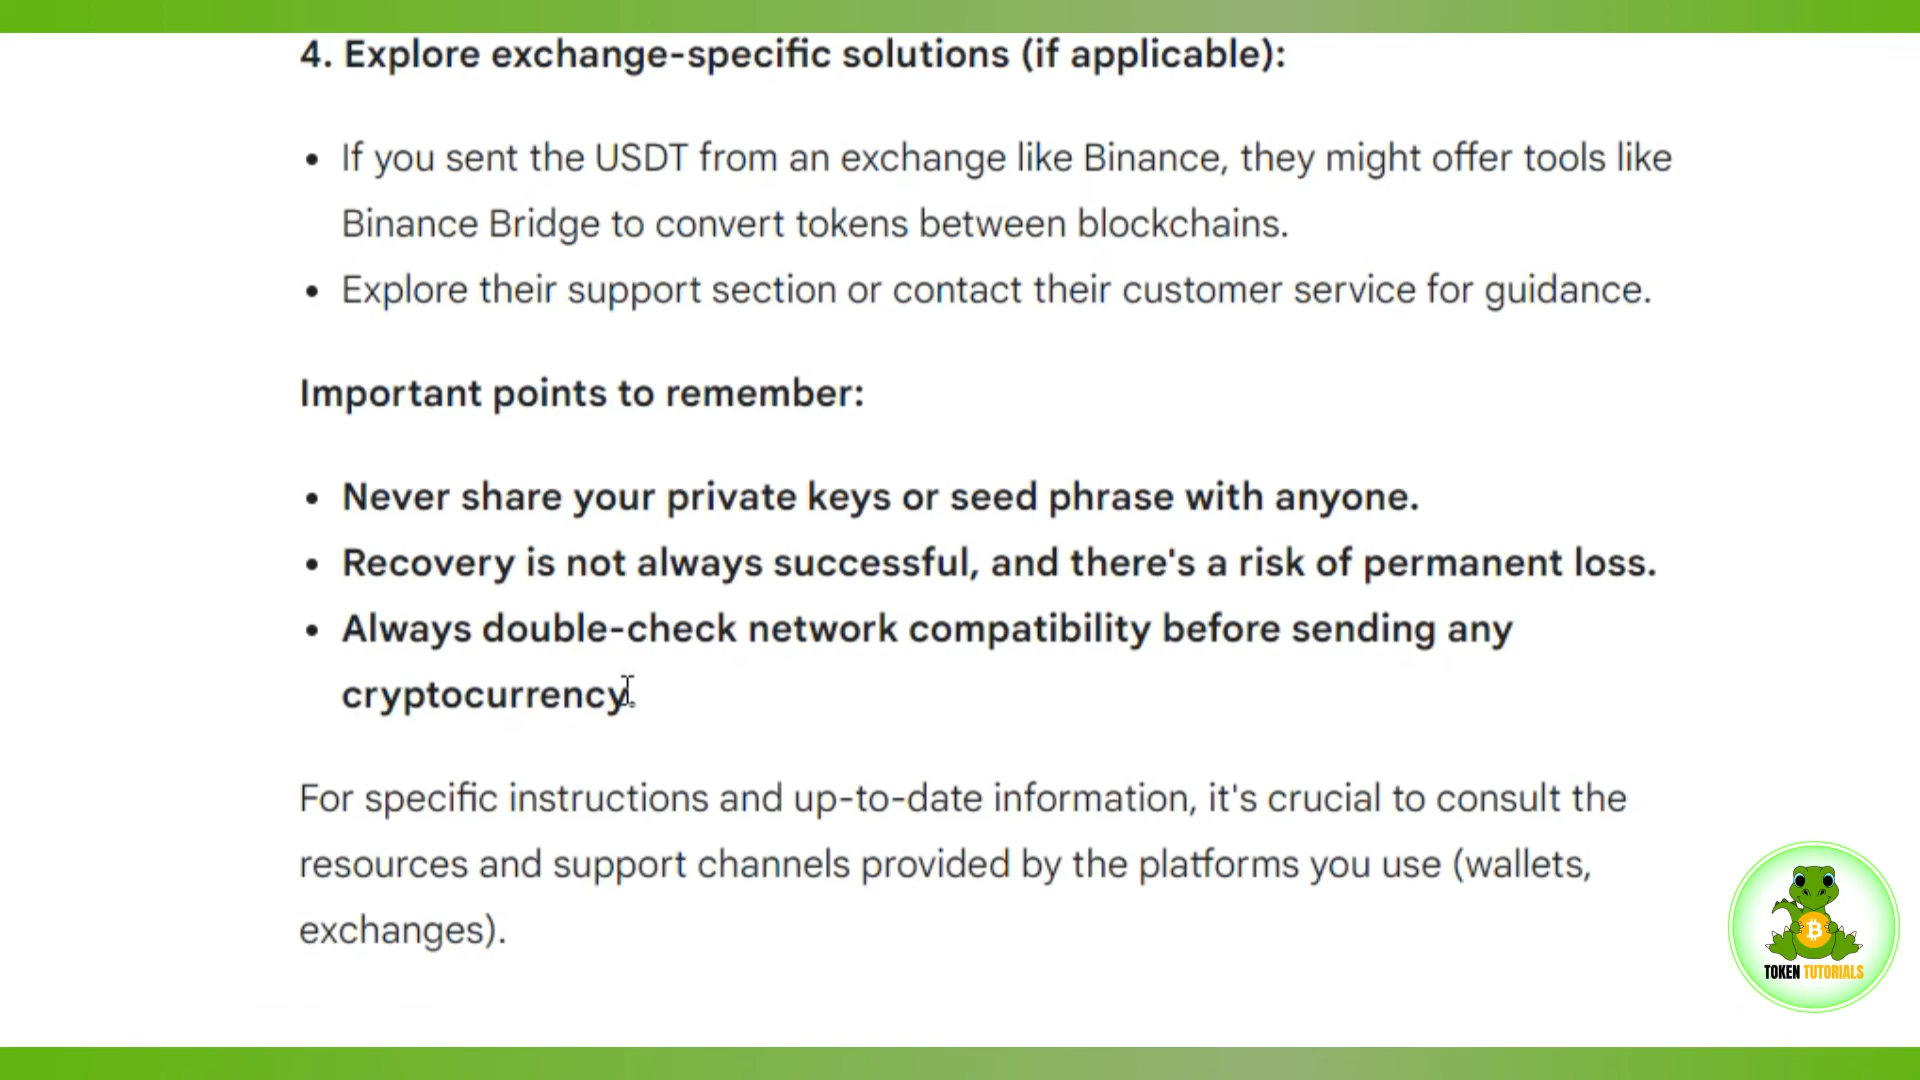 4. Explore exchange-specific solutions (if applicable):
• If you sent the USDT from an exchange like Binance, they might offer tools like
Binance Bridge to convert tokens between blockchains.
• Explore their support section or contact their customer service for guidance.
Important points to remember:
• Never share your private keys or seed phrase with anyone.
• Recovery is not always successful, and there's a risk of permanent loss.
• Always double-check network compatibility before sending any
cryptocurrency.
For specific instructions and up-to-date information, it's crucial to consult the
resources and support channels provided by the platforms you use (wallets,
exchanges).
TOKEN TUTORIALS